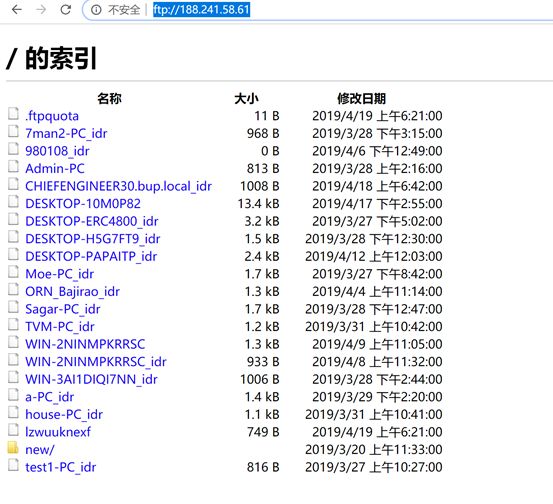 不安全 ftp://188.241.58.61
/ 的索引
名称 大小 修改日期
.ftpquota 11 B 2019/4/19 上午6:21:00
7man2-PC_idr 968 B 2019/3/28 下午3:15:00
980108_idr 0 B 2019/4/6 下午12:49:00
Admin-PC 813 B 2019/3/28 上午2:16:00
CHIEFENGINEER30.bup.local_idr 1008 B 2019/4/18 上午6:42:00
DESKTOP-10M0P82 13.4 kB 2019/4/17 下午2:55:00
DESKTOP-ERC4800_idr 3.2 kB 2019/3/27 下午5:02:00
DESKTOP-H5G7FT9_idr 1.5 kB 2019/3/28 下午12:30:00
DESKTOP-PAPAITP_idr 2.4 kB 2019/4/12 上午12:03:00
Moe-PC_idr 1.7 kB 2019/3/27 下午8:42:00
ORN_Bajirao_idr 1.3 kB 2019/4/4 上午11:14:00
Sagar-PC_idr 1.7 kB 2019/3/28 下午12:47:00
TVM-PC_idr 1.2 kB 2019/3/31 上午10:42:00
WIN-2NINMPKRRSC 1.3 kB 2019/4/9 上午11:05:00
WIN-2NINMPKRRSC_idr 933 B 2019/4/8 上午11:32:00
WIN-3AI1DIQI7NN_idr 1006 B 2019/3/28 下午2:44:00
a-PC_idr 1.4 kB 2019/3/29 下午2:20:00
house-PC_idr 1.1 kB 2019/3/31 上午10:41:00
lzwuuknexf 749 B 2019/4/19 上午6:21:00
new/ 2019/3/20 上午11:33:00
test1-PC_idr 816 B 2019/3/27 上午10:27:00